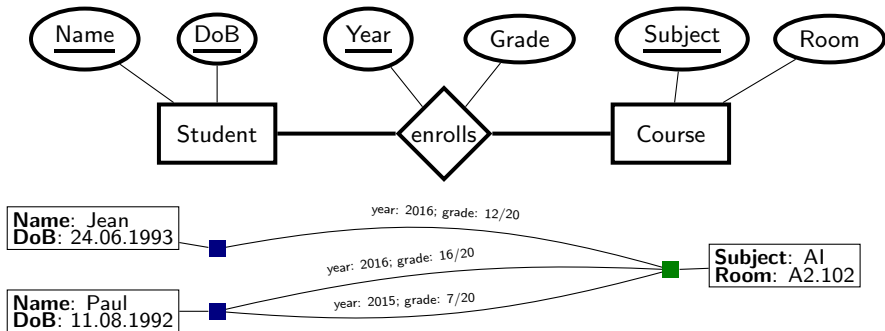 Name DoB Year Grade Subject Room
Student enrolls Course
year: 2016; grade: 12/20
Name: Jean
DoB: 24.06.1993
year: 2016; grade: 16/20
Subject: AI
Room: A2.102
year: 2015; grade: 7/20
Name: Paul
DoB: 11.08.1992